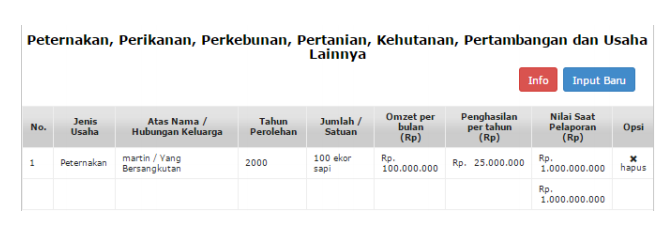 Peternakan, Perikanan, Perkebunan, Pertanian, Kehutanan, Pertambangan dan Usaha
Lainnya
Info Input Baru
No. Jenis Usaha Atas Nama / Hubungan Keluarga Tahun Perolehan Jumlah / Satuan Omzet per bulan (Rp) Penghasilan per tahun (Rp) Nilai Saat Pelaporan (Rp) Opsi
1 Peternakan martin / Yang Bersangkutan 2000 100 ekor sapi Rp. 100.000.000 Rp. 25.000.000 Rp. 1.000.000.000 ✖ hapus
Rp. 1.000.000.000